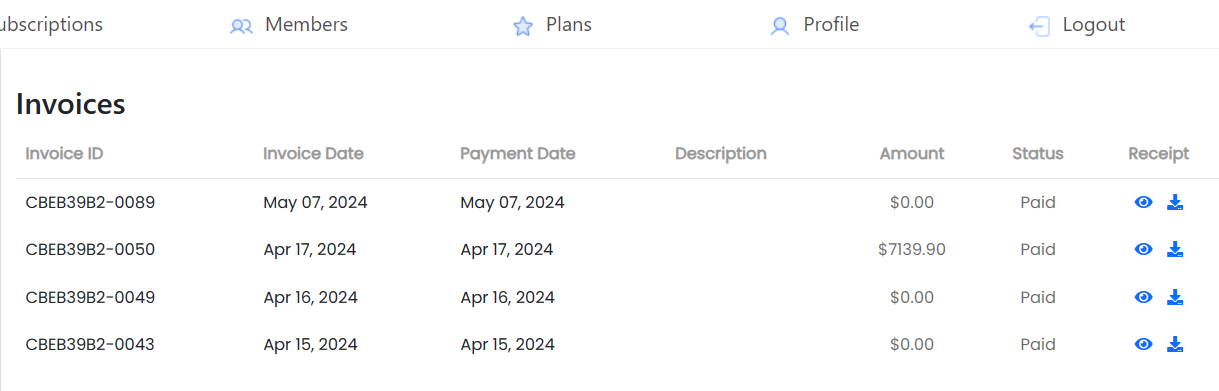 ubscriptions Members Plans Profile Logout
Invoices
Invoice ID Invoice Date Payment Date Description Amount Status Receipt
CBEB39B2-0089 May 07, 2024 May 07, 2024 $0.00 Paid
CBEB39B2-0050 Apr 17, 2024 Apr 17, 2024 $7139.90 Paid
CBEB39B2-0049 Apr 16, 2024 Apr 16, 2024 $0.00 Paid
CBEB39B2-0043 Apr 15, 2024 Apr 15, 2024 $0.00 Paid